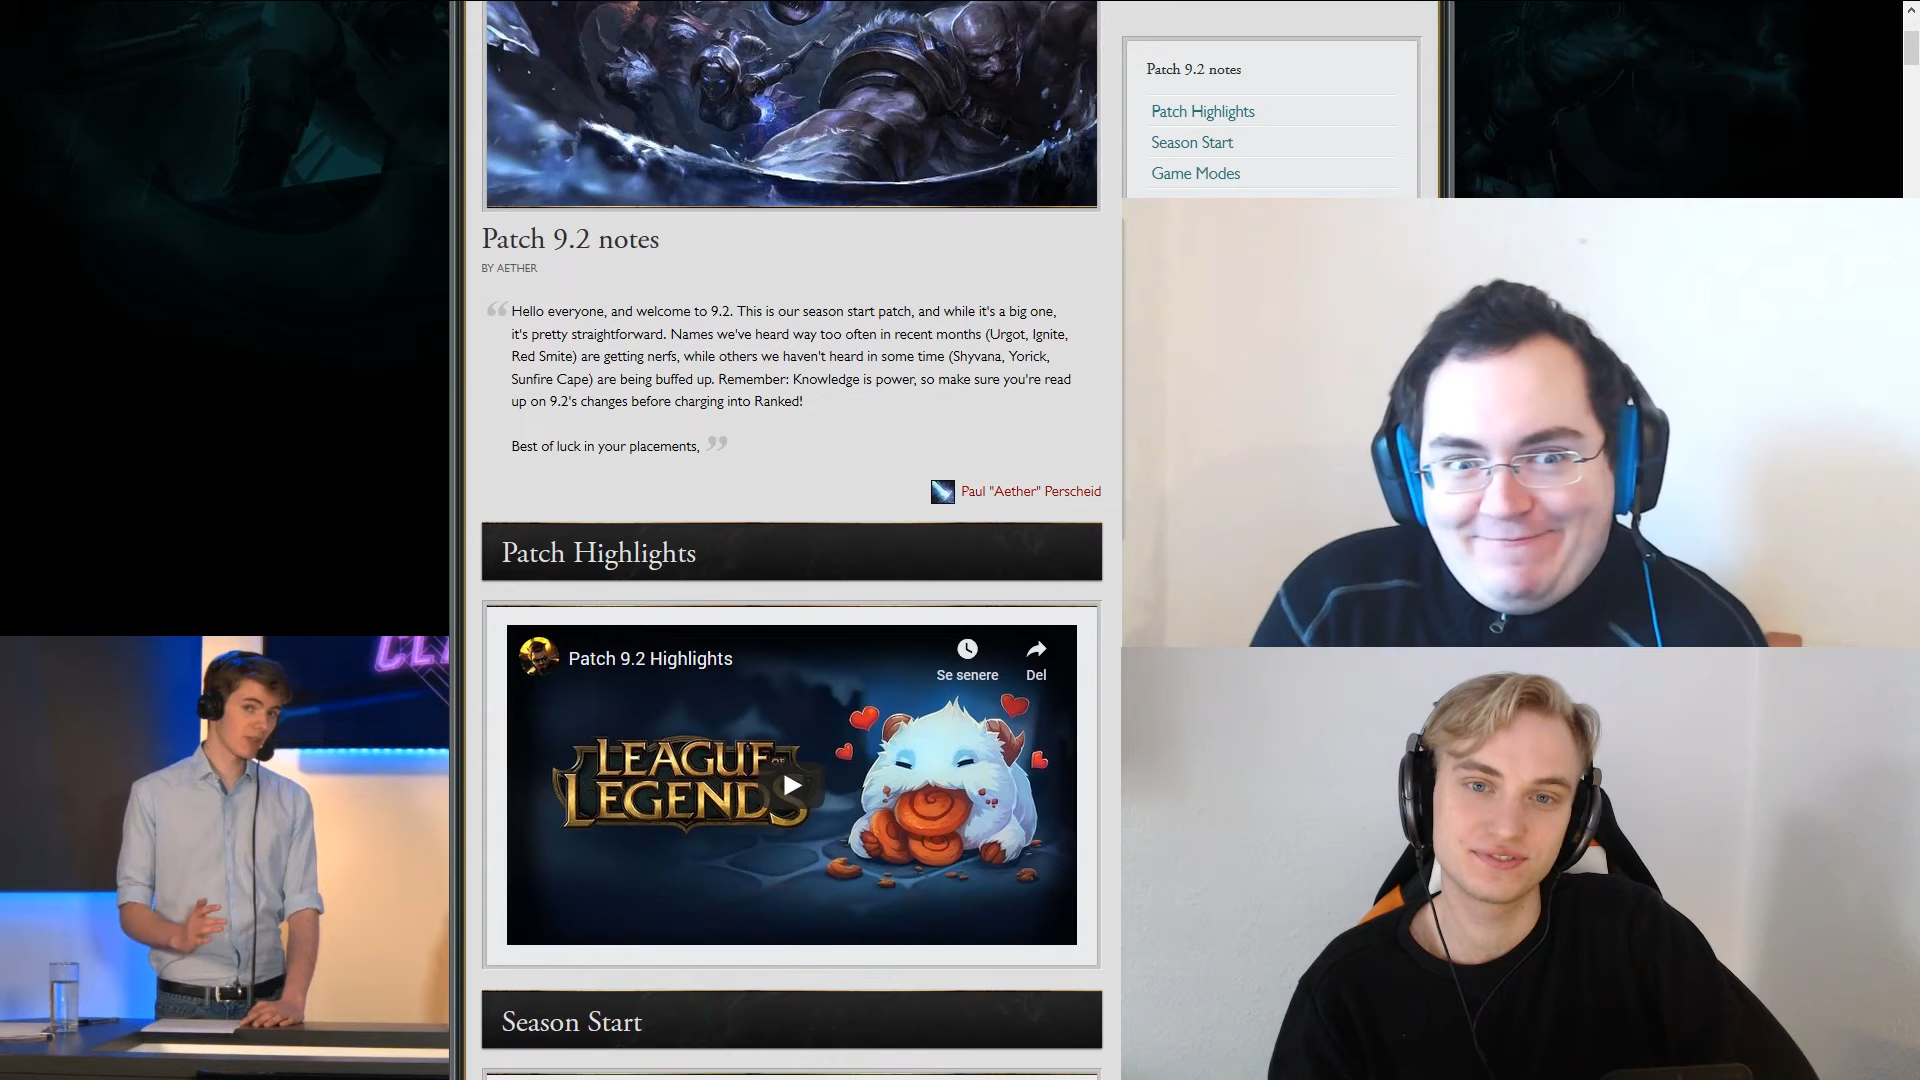 Patch 9.2 notes
Patch Highlights
Season Start
Game Modes
Patch 9.2 notes
BY AETHER
“ Hello everyone, and welcome to 9.2. This is our season start patch, and while it's a big one,
it's pretty straightforward. Names we've heard way too often in recent months (Urgot, Ignite,
Red Smite) are getting nerfs, while others we haven't heard in some time (Shyvana, Yorick,
Sunfire Cape) are being buffed up. Remember: Knowledge is power, so make sure you're read
up on 9.2's changes before charging into Ranked!
Best of luck in your placements, ”
Paul "Aether" Perscheid
Patch Highlights
Patch 9.2 Highlights
Se senere
Del
LEAGUE OF
LEGENDS
Season Start